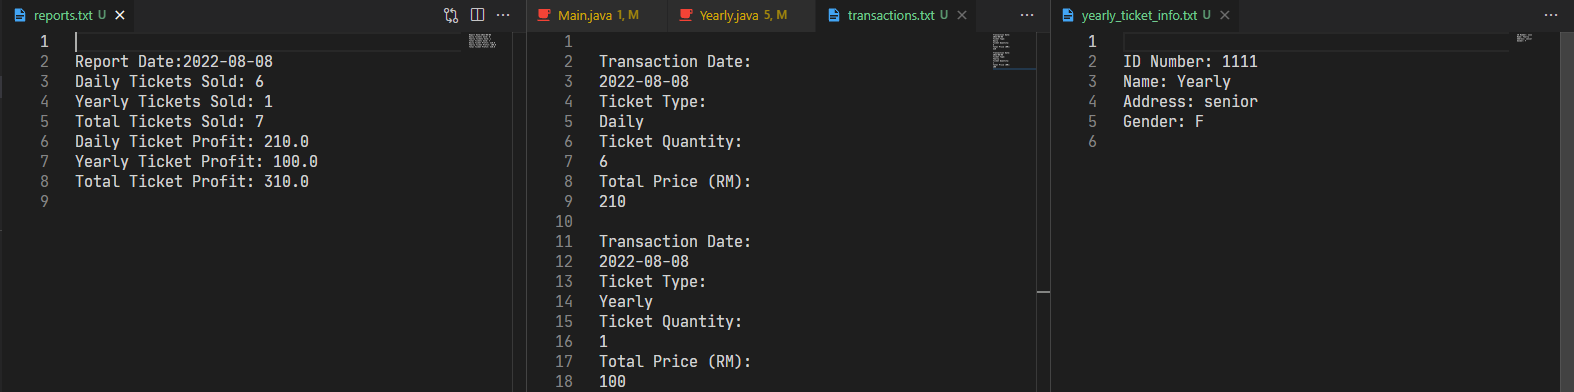 reports.txt U
1
2 Report Date:2022-08-08
3 Daily Tickets Sold: 6
4 Yearly Tickets Sold: 1
5 Total Tickets Sold: 7
6 Daily Ticket Profit: 210.0
7 Yearly Ticket Profit: 100.0
8 Total Ticket Profit: 310.0
9
Main.java 1, M
Yearly.java 5, M
transactions.txt U
1
2 Transaction Date:
3 2022-08-08
4 Ticket Type:
5 Daily
6 Ticket Quantity:
7 6
8 Total Price (RM):
9 210
10
11 Transaction Date:
12 2022-08-08
13 Ticket Type:
14 Yearly
15 Ticket Quantity:
16 1
17 Total Price (RM):
18 100
yearly_ticket_info.txt U
1
2 ID Number: 1111
3 Name: Yearly
4 Address: senior
5 Gender: F
6